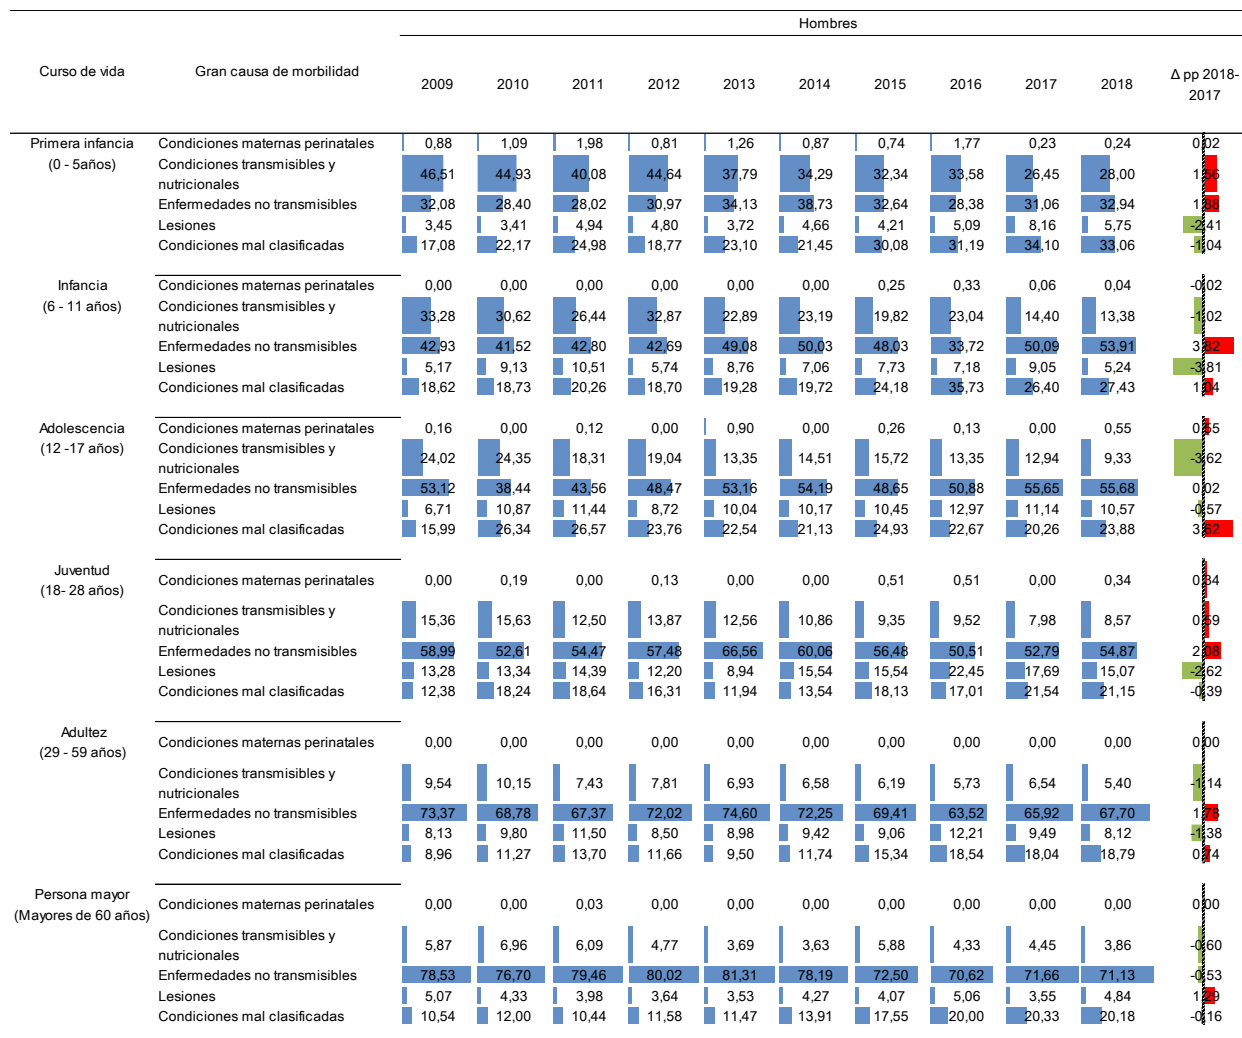 Hombres
Curso de vida Gran causa de morbilidad 2009 2010 2011 2012 2013 2014 2015 2016 2017 2018 Δ pp 2018-
2017
Primera infancia Condiciones maternas perinatales 0,88 1,09 1,98 0,81 1,26 0,87 0,74 1,77 0,23 0,24 0,02
(0 - 5años) Condiciones transmisibles y
nutricionales 46,51 44,93 40,08 44,64 37,79 34,29 32,34 33,58 26,45 28,00 1,56
Enfermedades no transmisibles 32,08 28,40 28,02 30,97 34,13 38,73 32,64 28,38 31,06 32,94 1,88
Lesiones 3,45 3,41 4,94 4,80 3,72 4,66 4,21 5,09 8,16 5,75 -2,41
Condiciones mal clasificadas 17,08 22,17 24,98 18,77 23,10 21,45 30,08 31,19 34,10 33,06 -1,04
Infancia Condiciones maternas perinatales 0,00 0,00 0,00 0,00 0,00 0,00 0,25 0,33 0,06 0,04 -0,02
(6 - 11 años) Condiciones transmisibles y
nutricionales 33,28 30,62 26,44 32,87 22,89 23,19 19,82 23,04 14,40 13,38 -1,02
Enfermedades no transmisibles 42,93 41,52 42,80 42,69 49,08 50,03 48,03 33,72 50,09 53,91 3,82
Lesiones 5,17 9,13 10,51 5,74 8,76 7,06 7,73 7,18 9,05 5,24 -3,81
Condiciones mal clasificadas 18,62 18,73 20,26 18,70 19,28 19,72 24,18 35,73 26,40 27,43 1,04
Adolescencia Condiciones maternas perinatales 0,16 0,00 0,12 0,00 0,90 0,00 0,26 0,13 0,00 0,55 0,55
(12 -17 años) Condiciones transmisibles y
nutricionales 24,02 24,35 18,31 19,04 13,35 14,51 15,72 13,35 12,94 9,33 -3,62
Enfermedades no transmisibles 53,12 38,44 43,56 48,47 53,16 54,19 48,65 50,88 55,65 55,68 0,02
Lesiones 6,71 10,87 11,44 8,72 10,04 10,17 10,45 12,97 11,14 10,57 -0,57
Condiciones mal clasificadas 15,99 26,34 26,57 23,76 22,54 21,13 24,93 22,67 20,26 23,88 3,62
Juventud Condiciones maternas perinatales 0,00 0,19 0,00 0,13 0,00 0,00 0,51 0,51 0,00 0,34 0,34
(18- 28 años)
Condiciones transmisibles y
nutricionales 15,36 15,63 12,50 13,87 12,56 10,86 9,35 9,52 7,98 8,57 0,59
Enfermedades no transmisibles 58,99 52,61 54,47 57,48 66,56 60,06 56,48 50,51 52,79 54,87 2,08
Lesiones 13,28 13,34 14,39 12,20 8,94 15,54 15,54 22,45 17,69 15,07 -2,62
Condiciones mal clasificadas 12,38 18,24 18,64 16,31 11,94 13,54 18,13 17,01 21,54 21,15 -0,39
Adultez Condiciones maternas perinatales 0,00 0,00 0,00 0,00 0,00 0,00 0,00 0,00 0,00 0,00 0,00
(29 - 59 años)
Condiciones transmisibles y
nutricionales 9,54 10,15 7,43 7,81 6,93 6,58 6,19 5,73 6,54 5,40 -1,14
Enfermedades no transmisibles 73,37 68,78 67,37 72,02 74,60 72,25 69,41 63,52 65,92 67,70 1,78
Lesiones 8,13 9,80 11,50 8,50 8,98 9,42 9,06 12,21 9,49 8,12 -1,38
Condiciones mal clasificadas 8,96 11,27 13,70 11,66 9,50 11,74 15,34 18,54 18,04 18,79 0,74
Persona mayor Condiciones maternas perinatales 0,00 0,00 0,03 0,00 0,00 0,00 0,00 0,00 0,00 0,00 0,00
(Mayores de 60 años)
Condiciones transmisibles y
nutricionales 5,87 6,96 6,09 4,77 3,69 3,63 5,88 4,33 4,45 3,86 -0,60
Enfermedades no transmisibles 78,53 76,70 79,46 80,02 81,31 78,19 72,50 70,62 71,66 71,13 -0,53
Lesiones 5,07 4,33 3,98 3,64 3,53 4,27 4,07 5,06 3,55 4,84 1,29
Condiciones mal clasificadas 10,54 12,00 10,44 11,58 11,47 13,91 17,55 20,00 20,33 20,18 -0,16